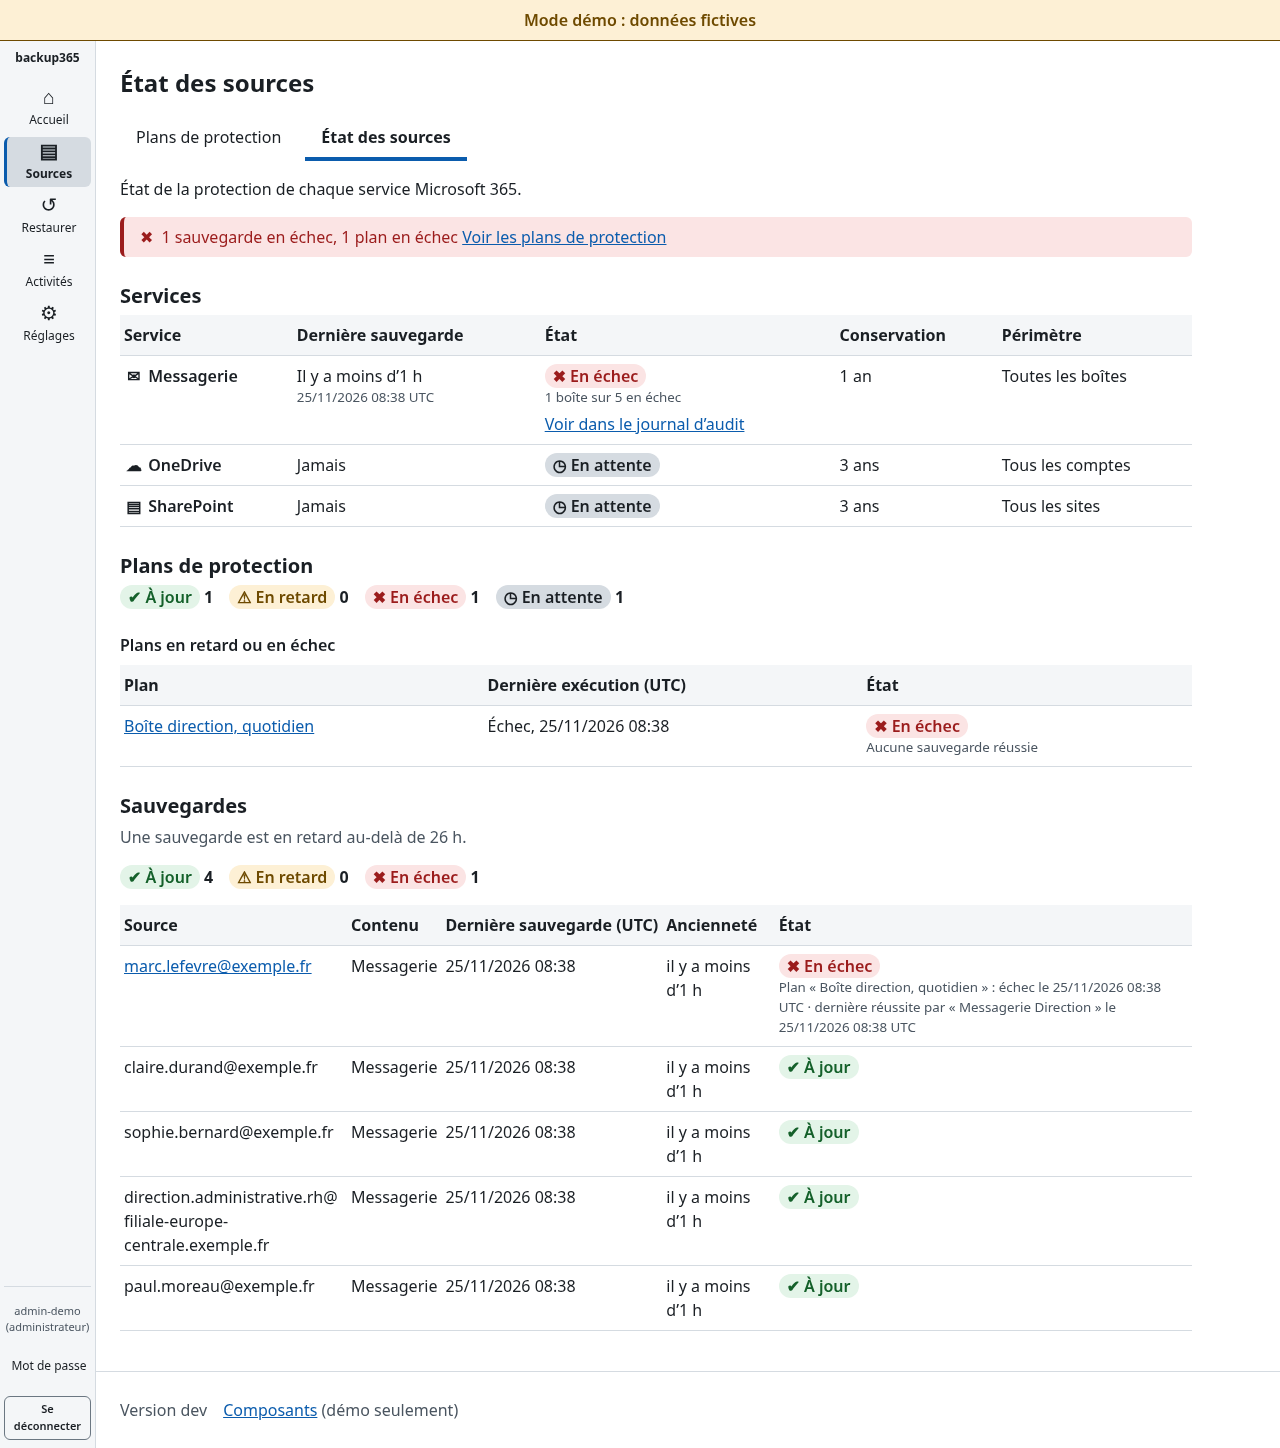 Mode démo : données fictives
backup365
Accueil
Sources
Restaurer
Activités
Réglages
admin-demo
(administrateur)
Mot de passe
Se
déconnecter
État des sources
Plans de protection État des sources
État de la protection de chaque service Microsoft 365.
✖ 1 sauvegarde en échec, 1 plan en échec Voir les plans de protection
Services
Service Dernière sauvegarde État Conservation Périmètre
Messagerie Il y a moins d’1 h ✖ En échec 1 an Toutes les boîtes
25/11/2026 08:38 UTC 1 boîte sur 5 en échec
Voir dans le journal d’audit
OneDrive Jamais En attente 3 ans Tous les comptes
SharePoint Jamais En attente 3 ans Tous les sites
Plans de protection
✔ À jour 1 ⚠ En retard 0 ✖ En échec 1 En attente 1
Plans en retard ou en échec
Plan Dernière exécution (UTC) État
Boîte direction, quotidien Échec, 25/11/2026 08:38 ✖ En échec
Aucune sauvegarde réussie
Sauvegardes
Une sauvegarde est en retard au-delà de 26 h.
✔ À jour 4 ⚠ En retard 0 ✖ En échec 1
Source Contenu Dernière sauvegarde (UTC) Ancienneté État
marc.lefevre@exemple.fr Messagerie 25/11/2026 08:38 il y a moins ✖ En échec
d’1 h Plan « Boîte direction, quotidien » : échec le 25/11/2026 08:38
UTC · dernière réussite par « Messagerie Direction » le
25/11/2026 08:38 UTC
claire.durand@exemple.fr Messagerie 25/11/2026 08:38 il y a moins ✔ À jour
d’1 h
sophie.bernard@exemple.fr Messagerie 25/11/2026 08:38 il y a moins ✔ À jour
d’1 h
direction.administrative.rh@ Messagerie 25/11/2026 08:38 il y a moins ✔ À jour
filiale-europe- d’1 h
centrale.exemple.fr
paul.moreau@exemple.fr Messagerie 25/11/2026 08:38 il y a moins ✔ À jour
d’1 h
Version dev Composants (démo seulement)